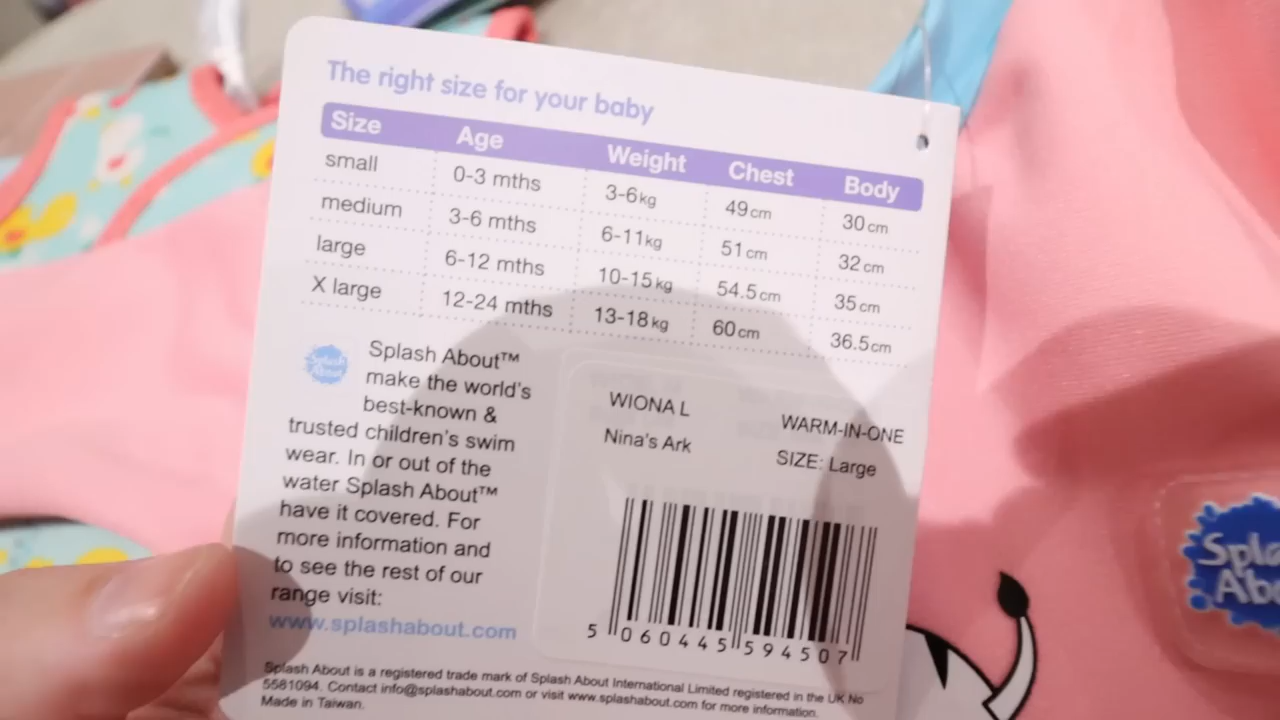 The right size for your baby
Size Age Weight Chest Body
small 0-3 mths 3-6kg 49cm 30cm
medium 3-6 mths 6-11kg 51cm 32cm
large 6-12 mths 10-15kg 54.5cm 35cm
X large 12-24 mths 13-18kg 60cm 36.5cm
Splash About
Splash About™
make the world's
best-known &
trusted children's swim
wear. In or out of the
water Splash About™
have it covered. For
more information and
to see the rest of our
range visit:
www.splashabout.com
WIONA L WARM-IN-ONE
Nina's Ark SIZE: Large
5 060445 594507
Splash About is a registered trade mark of Splash About International Limited registered in the UK No
5581094. Contact info@splashabout.com or visit www.splashabout.com for more information.
Made in Taiwan.
Spla
Abo